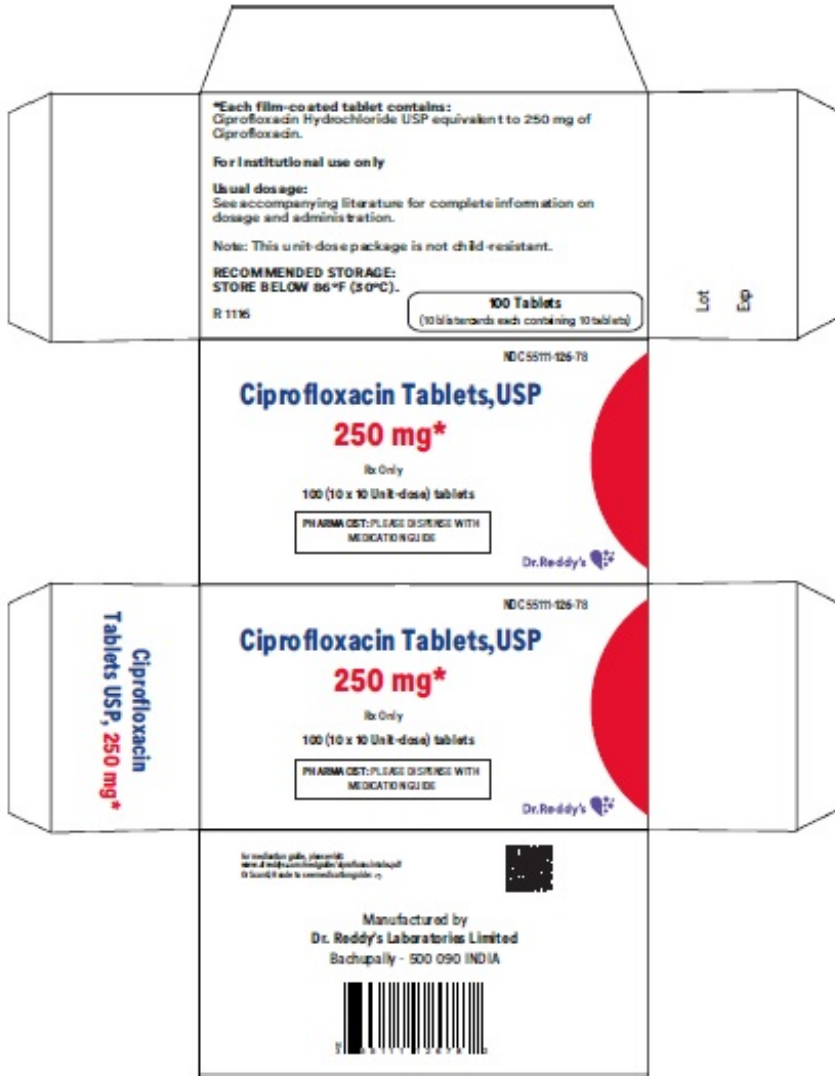 *Each film-coated tablet contains:
Ciprofloxacin Hydrochloride USP equivalent to 250 mg of
Ciprofloxacin.
For Institutional use only
Usual dosage:
See accompanying literature for complete information on
dosage and administration.
Note: This unit-dose package is not child-resistant.
RECOMMENDED STORAGE:
STORE BELOW 86°F (30°C).
R 1116
100 Tablets
(10 blistercards each containing 10 tablets)
Lot
Exp
NDC 55111-126-78
Ciprofloxacin Tablets,USP
250 mg*
Rx Only
100 (10 x 10 Unit-dose) tablets
PHARMACIST: PLEASE DISPENSE WITH
MEDICATION GUIDE
Dr.Reddy's
Ciprofloxacin
Tablets USP, 250 mg*
NDC 55111-126-78
Ciprofloxacin Tablets,USP
250 mg*
Rx Only
100 (10 x 10 Unit-dose) tablets
PHARMACIST: PLEASE DISPENSE WITH
MEDICATION GUIDE
Dr.Reddy's
for medication guide, please visit
Manufactured by
Dr. Reddy's Laboratories Limited
Bachupally - 500 090 INDIA